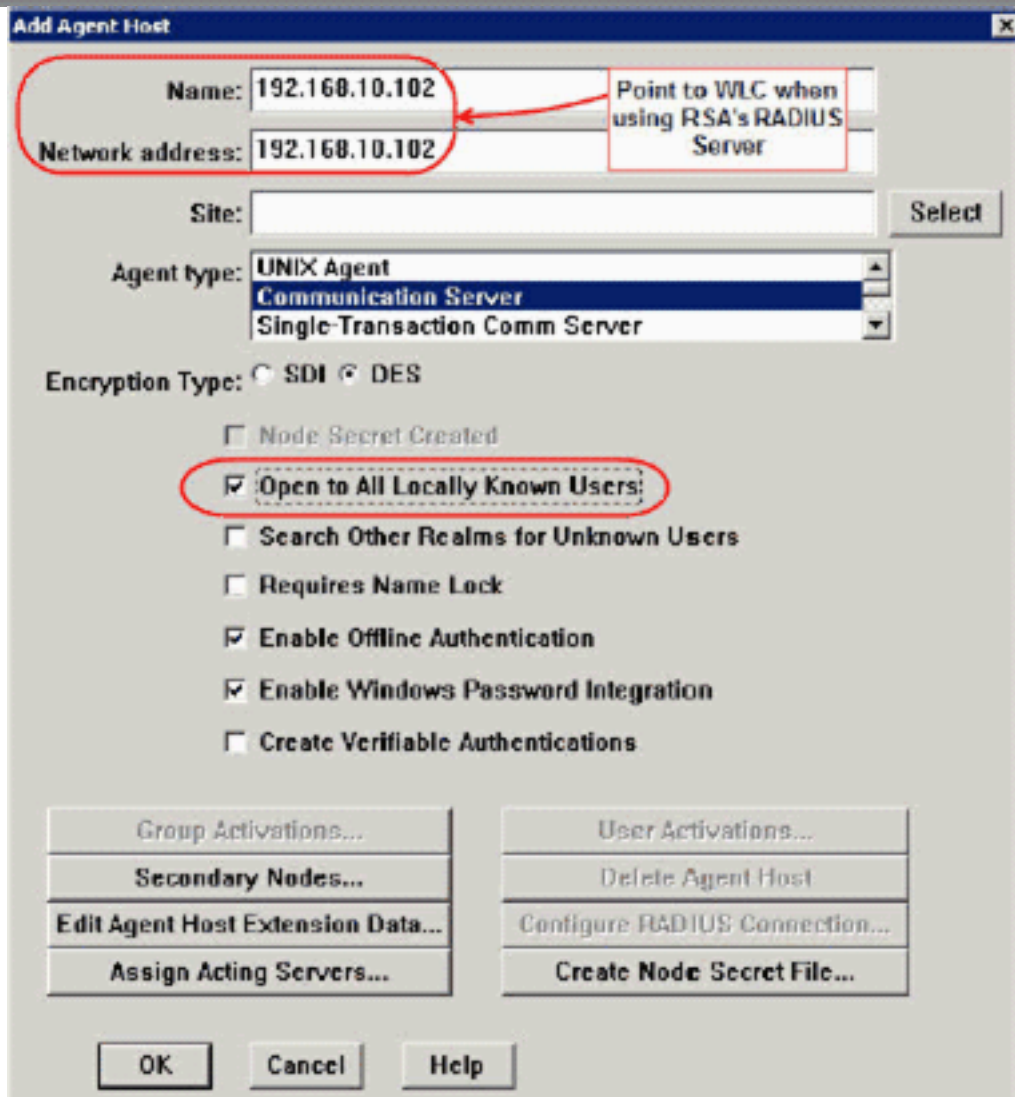 Add Agent Host
Name: 192.168.10.102
Point to WLC when
using RSA's RADIUS
Server
Network address: 192.168.10.102
Site:
Select
Agent type: UNIX Agent
Communication Server
Single-Transaction Comm Server
Encryption Type: SDI DES
Node Secret Created
Open to All Locally Known Users
Search Other Realms for Unknown Users
Requires Name Lock
Enable Offline Authentication
Enable Windows Password Integration
Create Verifiable Authentications
Group Activations... User Activations...
Secondary Nodes... Delete Agent Host
Edit Agent Host Extension Data... Configure RADIUS Connection...
Assign Acting Servers... Create Node Secret File...
OK Cancel Help